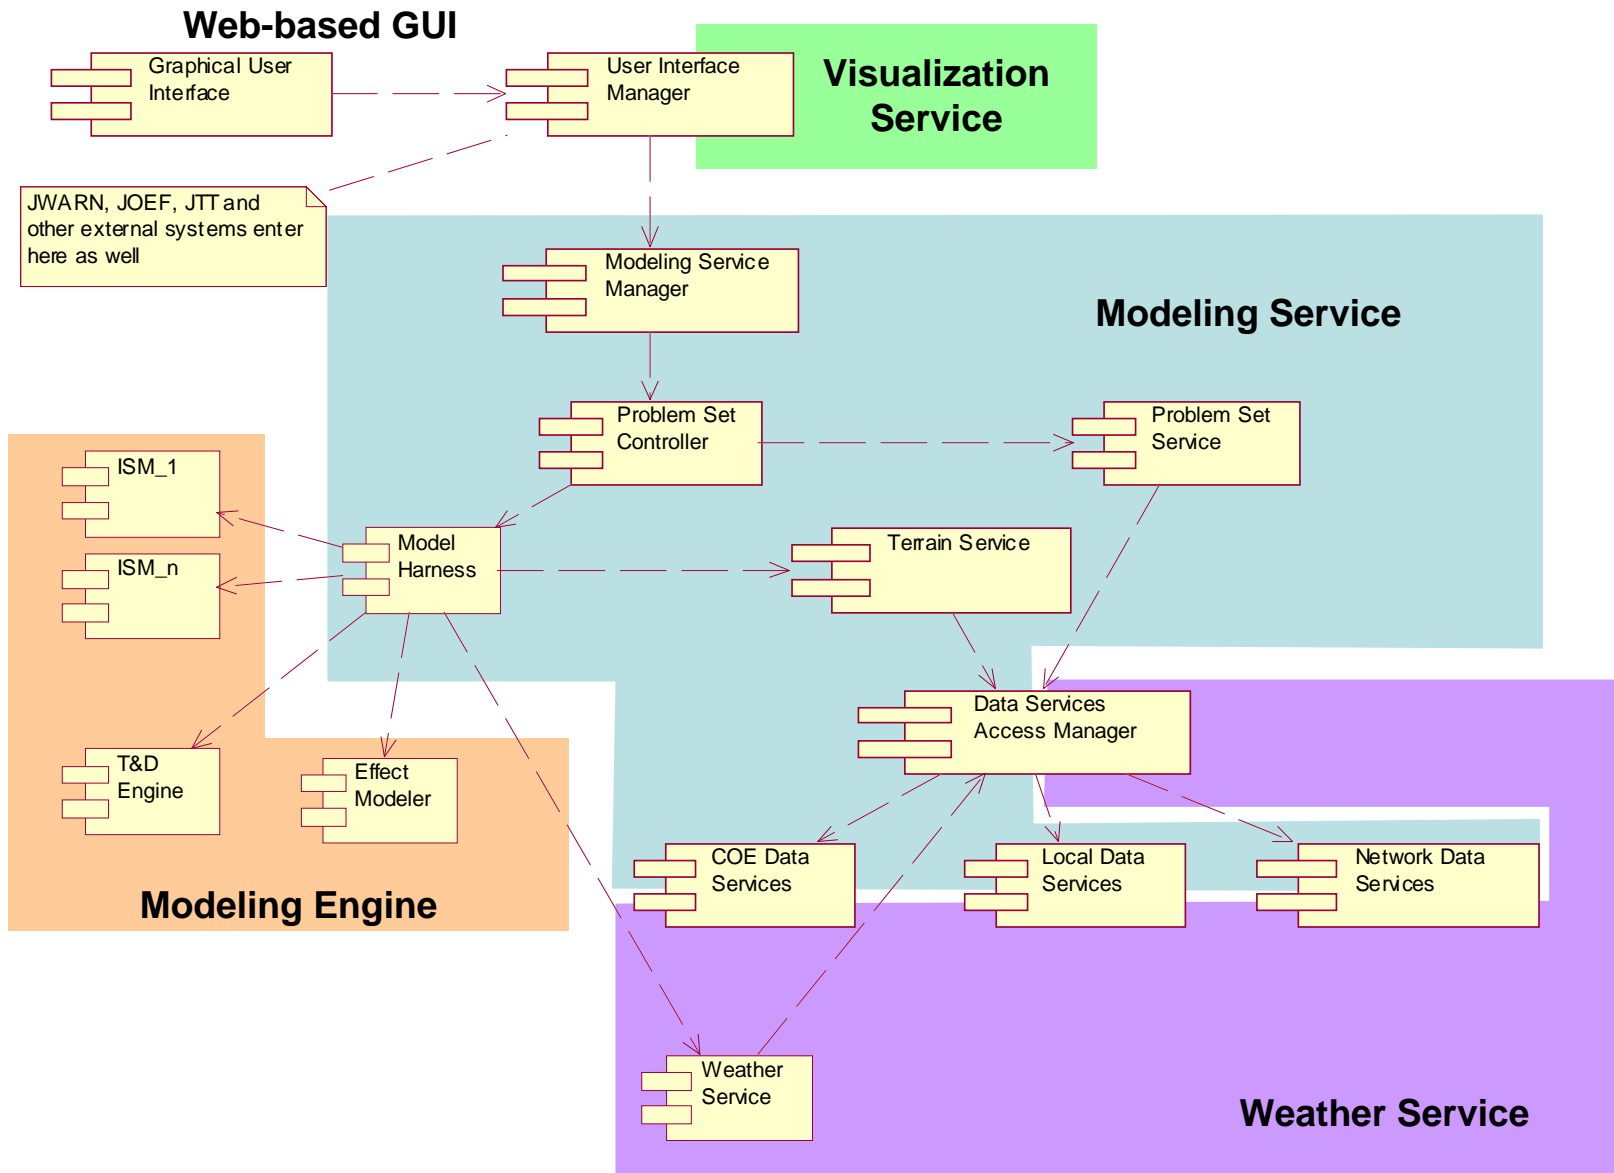 Web-based GUI
Graphical User
Interface
User Interface
Manager
Visualization
Service
JWARN, JOEF, JTT and
other external systems enter
here as well
Modeling Service
Manager
Modeling Service
Problem Set
Controller
Problem Set
Service
ISM_1
ISM_n
Model
Harness
Terrain Service
Data Services
Access Manager
T&D
Engine
Effect
Modeler
COE Data
Services
Local Data
Services
Network Data
Services
Modeling Engine
Weather
Service
Weather Service